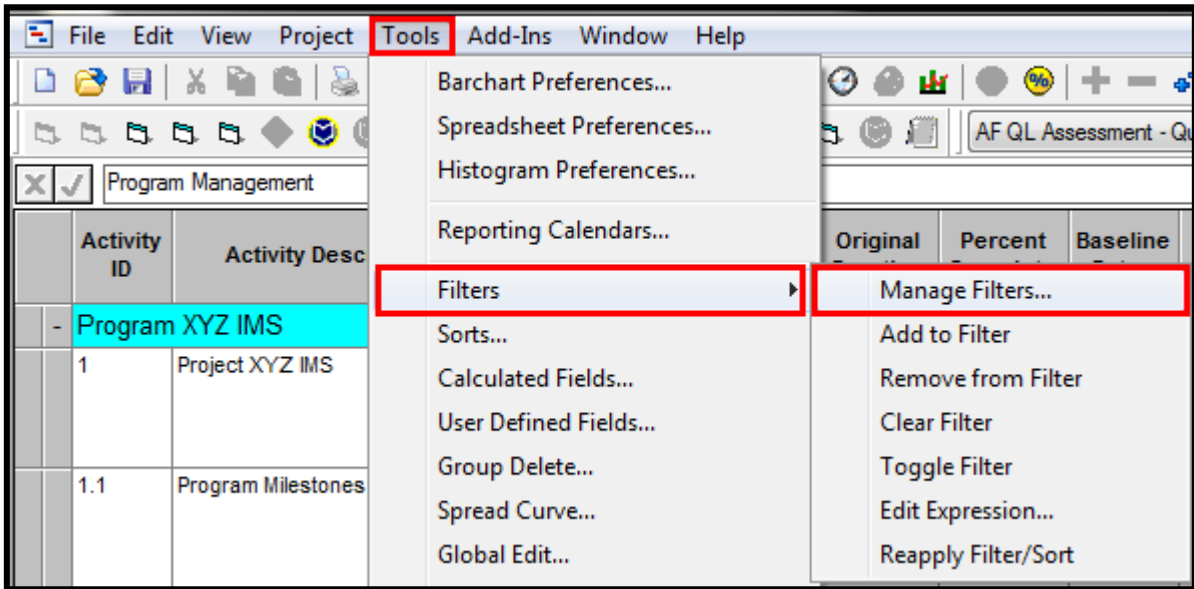 File Edit View Project Tools Add-Ins Window Help
Barchart Preferences...
Spreadsheet Preferences...
Histogram Preferences...
Reporting Calendars...
Filters
Sorts...
Calculated Fields...
User Defined Fields...
Group Delete...
Spread Curve...
Global Edit...
Manage Filters...
Add to Filter
Remove from Filter
Clear Filter
Toggle Filter
Edit Expression...
Reapply Filter/Sort
%
AF QL Assessment - Qu
Program Management
Activity
ID
Activity Desc
Original
Percent
Baseline
- Program XYZ IMS
1 Project XYZ IMS
1.1 Program Milestones